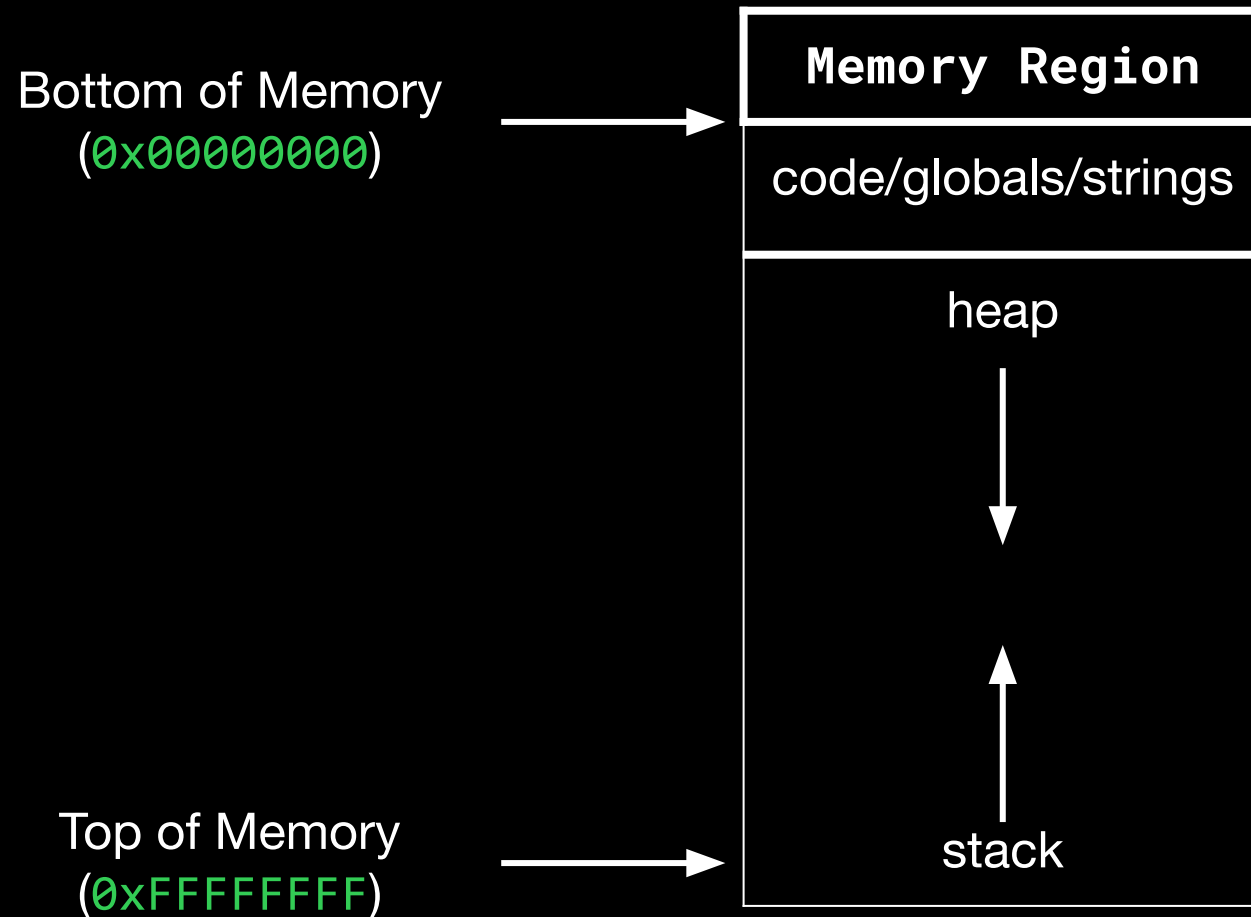 Memory Region
Bottom of Memory
(0x00000000)
code/globals/strings
heap
Top of Memory
(0xFFFFFFFF)
stack